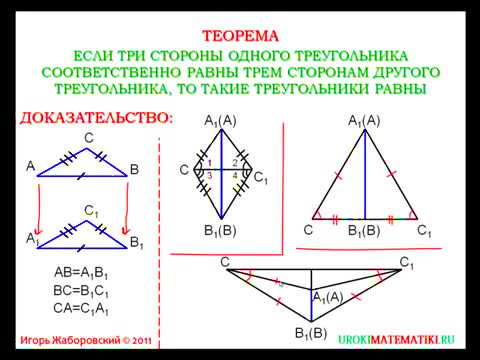 ТЕОРЕМА
ЕСЛИ ТРИ СТОРОНЫ ОДНОГО ТРЕУГОЛЬНИКА
СООТВЕТСТВЕННО РАВНЫ ТРЕМ СТОРОНАМ ДРУГОГО
ТРЕУГОЛЬНИКА, ТО ТАКИЕ ТРЕУГОЛЬНИКИ РАВНЫ
ДОКАЗАТЕЛЬСТВО:
C
A B
C₁
A₁ B₁
AB=A₁B₁
BC=B₁C₁
CA=C₁A₁
A₁(A)
C 1 2 C₁
3 4
B₁(B)
A₁(A)
C B₁(B) C₁
C C₁
A₁(A)
B₁(B)
Игорь Жаборовский © 2011
UROKIMATEMATIKI.RU